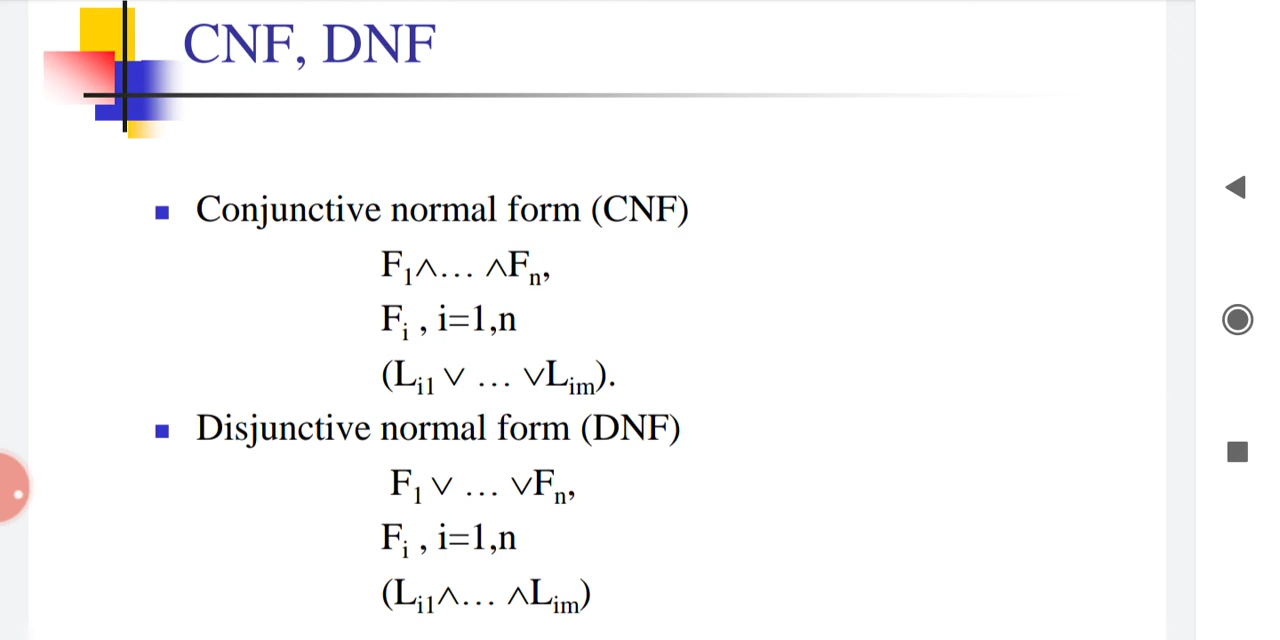 CNF, DNF
Conjunctive normal form (CNF)
F₁∧… ∧Fₙ,
Fᵢ , i=1,n
(Lᵢ₁ ∨ … ∨Lᵢₘ).
Disjunctive normal form (DNF)
F₁ ∨ … ∨Fₙ,
Fᵢ , i=1,n
(Lᵢ₁∧… ∧Lᵢₘ)